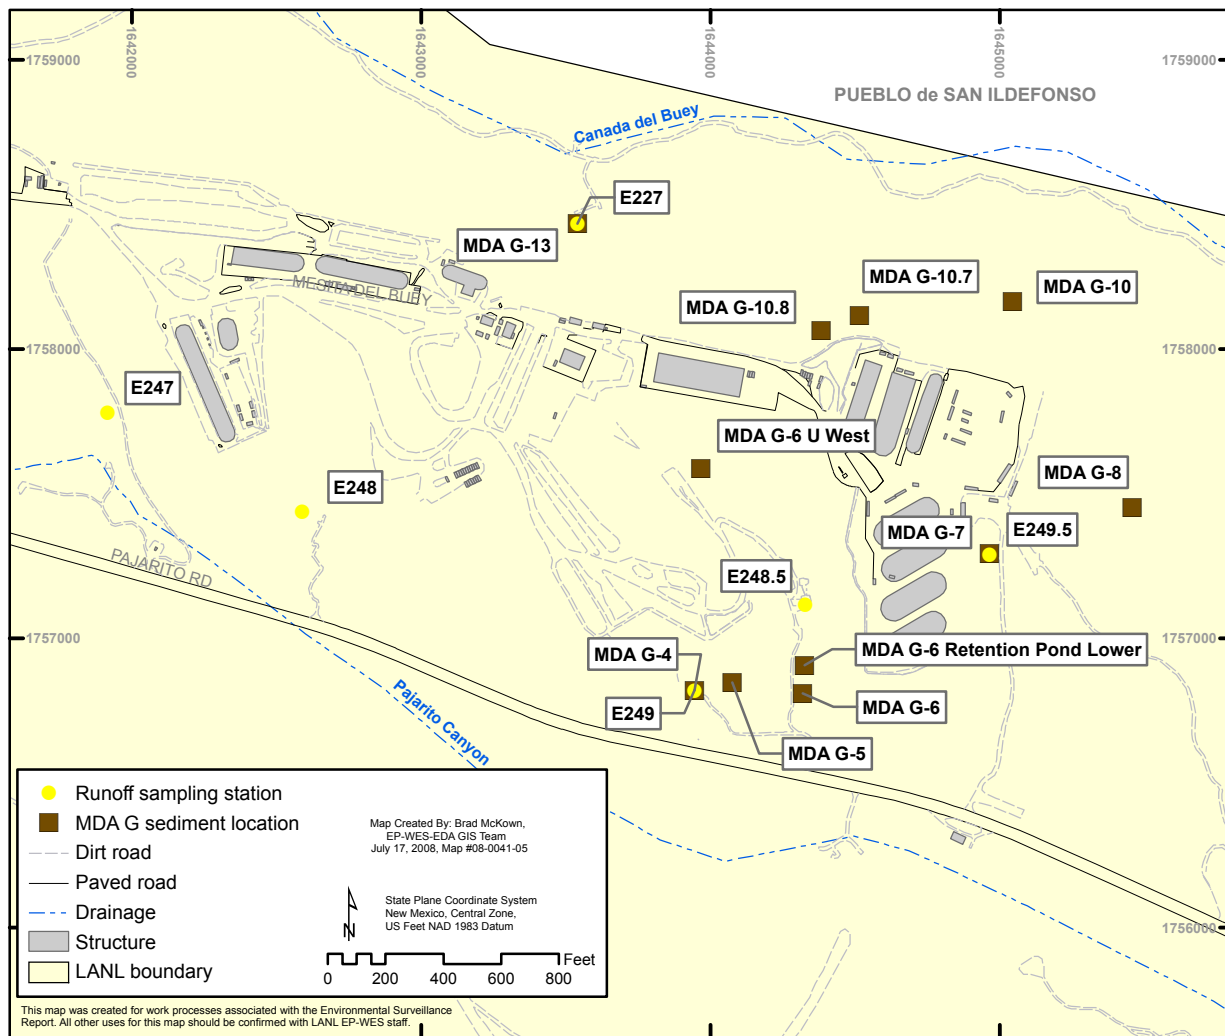 1642000
1643000
1644000
1645000
1759000
1759000
PUEBLO de SAN ILDEFONSO
Canada del Buey
E227
MDA G-13
MDA G-10.7
MDA G-10
MDA G-10.8
MESITA DEL BUEY
1758000
1758000
E247
MDA G-6 U West
E248
MDA G-8
MDA G-7
E249.5
PAJARITO RD
E248.5
1757000
1757000
MDA G-4
MDA G-6 Retention Pond Lower
E249
MDA G-6
Pajarito Canyon
MDA G-5
Runoff sampling station
MDA G sediment location
Dirt road
Paved road
Drainage
Structure
LANL boundary
Map Created By: Brad McKown,
EP-WES-EDA GIS Team
July 17, 2008, Map #08-0041-05
N
State Plane Coordinate System
New Mexico, Central Zone,
US Feet NAD 1983 Datum
Feet
0 200 400 600 800
1756000
This map was created for work processes associated with the Environmental Surveillance
Report. All other uses for this map should be confirmed with LANL EP-WES staff.